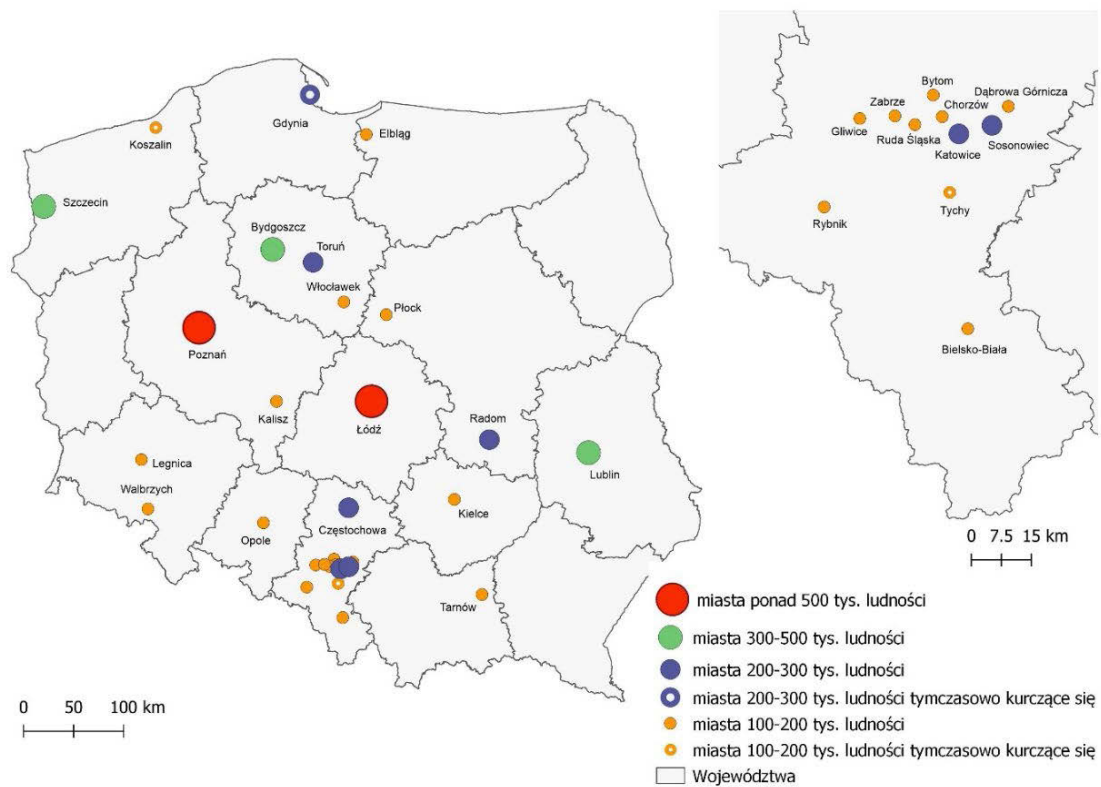 Gdynia
Elbląg
Koszalin
Szczecin
Bydgoszcz
Toruń
Włocławek
Płock
Poznań
Kalisz
Łódź
Radom
Lublin
Legnica
Walbrzych
Opole
Częstochowa
Kielce
Tarnów
0 50 100 km
Bytom
Dąbrowa Górnicza
Zabrze
Chorzów
Gliwice
Ruda Śląska
Katowice
Sosonowiec
Tychy
Rybnik
Bielsko-Biała
0 7.5 15 km
miasta ponad 500 tys. ludności
miasta 300-500 tys. ludności
miasta 200-300 tys. ludności
miasta 200-300 tys. ludności tymczasowo kurczące się
miasta 100-200 tys. ludności
miasta 100-200 tys. ludności tymczasowo kurczące się
Województwa